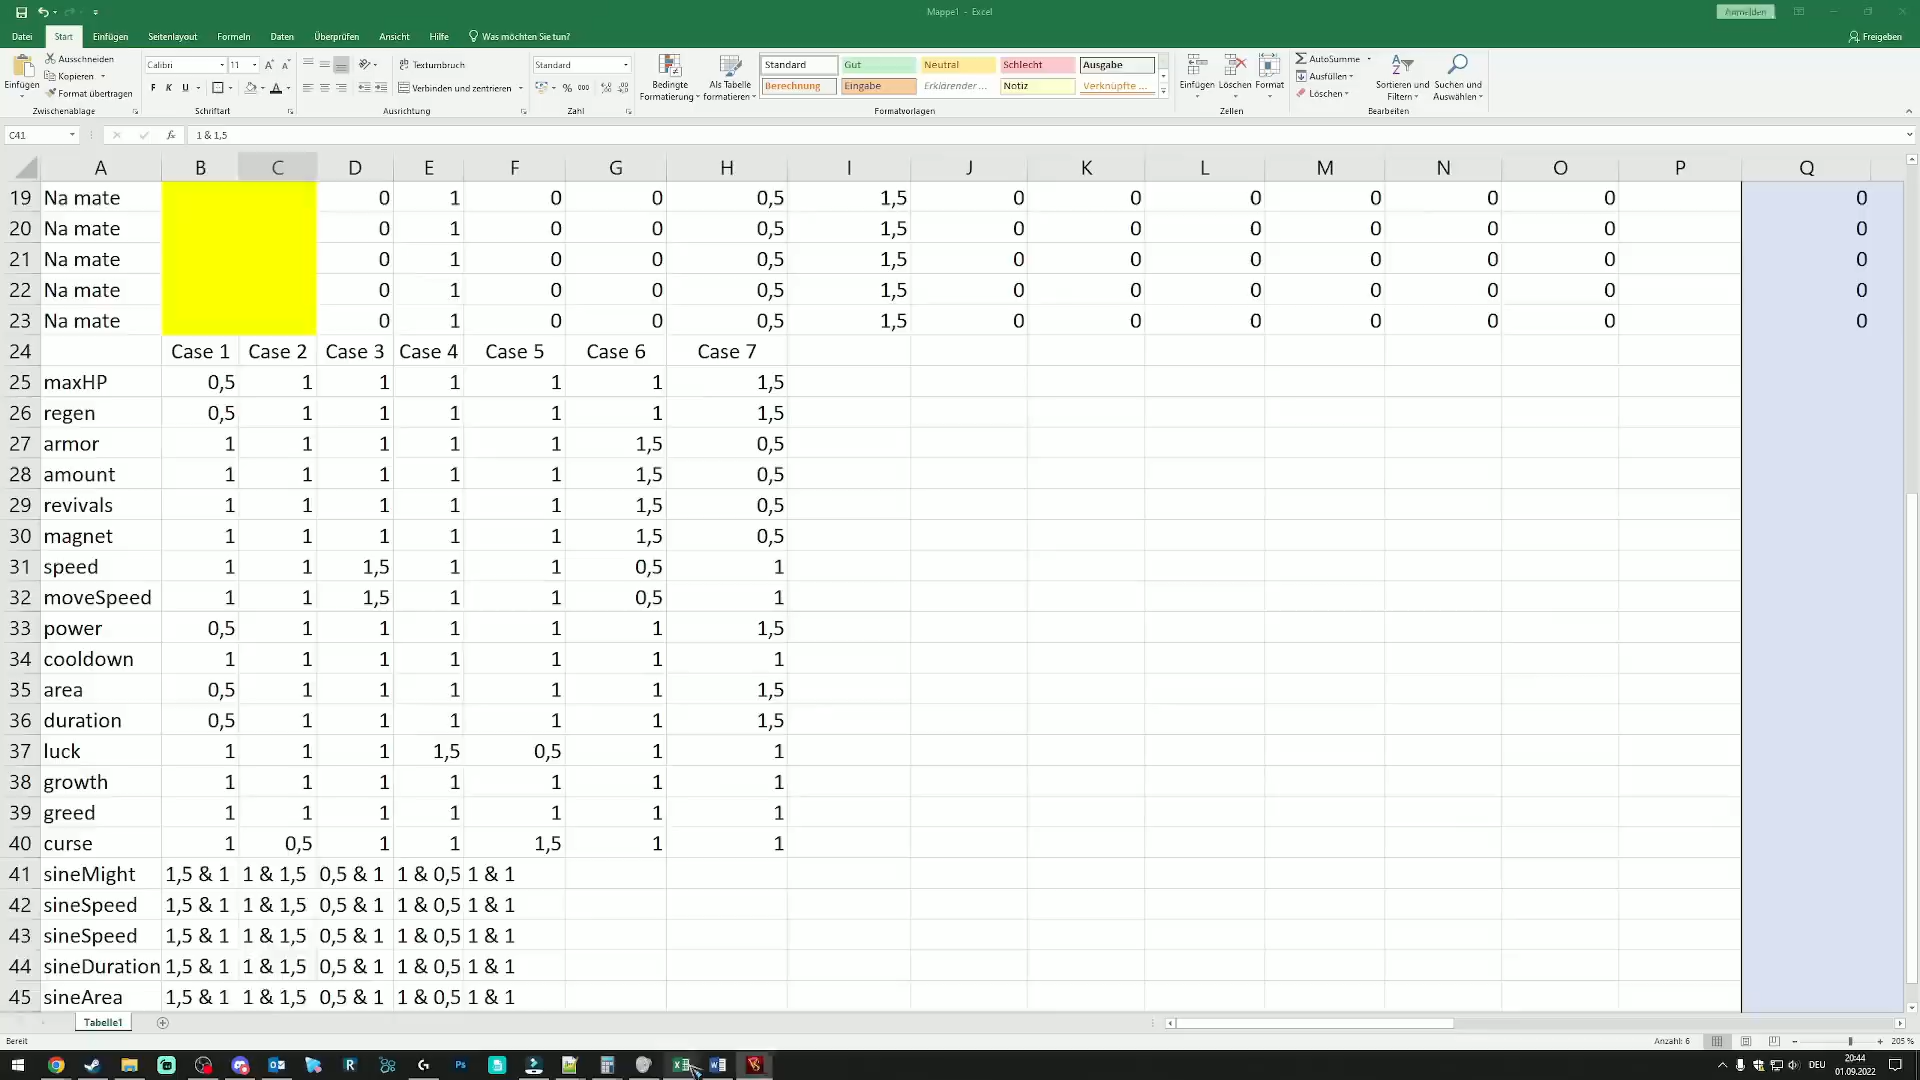 Mappe1 - Excel
Anmelden
Datei Start Einfügen Seitenlayout Formeln Daten Überprüfen Ansicht Hilfe Was möchten Sie tun? Freigeben
Einfügen Ausschneiden Kopieren Format übertragen Zwischenablage
Calibri 11 F K U Schriftart
Textumbruch Verbinden und zentrieren Ausrichtung
Standard % 000 Zahl
Bedingte Formatierung Als Tabelle formatieren
Standard Gut Neutral Schlecht Ausgabe
Berechnung Eingabe Erklärender ... Notiz Verknüpfte ...
Formatvorlagen
Einfügen Löschen Format Zellen
AutoSumme Ausfüllen Löschen Sortieren und Filtern Suchen und Auswählen Bearbeiten
C41 fx 1 & 1,5
A B C D E F G H I J K L M N O P Q
19 Na mate 0 1 0 0 0,5 1,5 0 0 0 0 0 0 0
20 Na mate 0 1 0 0 0,5 1,5 0 0 0 0 0 0 0
21 Na mate 0 1 0 0 0,5 1,5 0 0 0 0 0 0 0
22 Na mate 0 1 0 0 0,5 1,5 0 0 0 0 0 0 0
23 Na mate 0 1 0 0 0,5 1,5 0 0 0 0 0 0 0
24 Case 1 Case 2 Case 3 Case 4 Case 5 Case 6 Case 7
25 maxHP 0,5 1 1 1 1 1 1,5
26 regen 0,5 1 1 1 1 1 1,5
27 armor 1 1 1 1 1 1,5 0,5
28 amount 1 1 1 1 1 1,5 0,5
29 revivals 1 1 1 1 1 1,5 0,5
30 magnet 1 1 1 1 1 1,5 0,5
31 speed 1 1 1,5 1 1 0,5 1
32 moveSpeed 1 1 1,5 1 1 0,5 1
33 power 0,5 1 1 1 1 1 1,5
34 cooldown 1 1 1 1 1 1 1
35 area 0,5 1 1 1 1 1 1,5
36 duration 0,5 1 1 1 1 1 1,5
37 luck 1 1 1 1,5 0,5 1 1
38 growth 1 1 1 1 1 1 1
39 greed 1 1 1 1 1 1 1
40 curse 1 0,5 1 1 1,5 1 1
41 sineMight 1,5 & 1 1 & 1,5 0,5 & 1 1 & 0,5 1 & 1
42 sineSpeed 1,5 & 1 1 & 1,5 0,5 & 1 1 & 0,5 1 & 1
43 sineSpeed 1,5 & 1 1 & 1,5 0,5 & 1 1 & 0,5 1 & 1
44 sineDuration 1,5 & 1 1 & 1,5 0,5 & 1 1 & 0,5 1 & 1
45 sineArea 1,5 & 1 1 & 1,5 0,5 & 1 1 & 0,5 1 & 1
Tabelle1
Bereit Anzahl: 6 205 %
DEU 20:44
01.09.2022